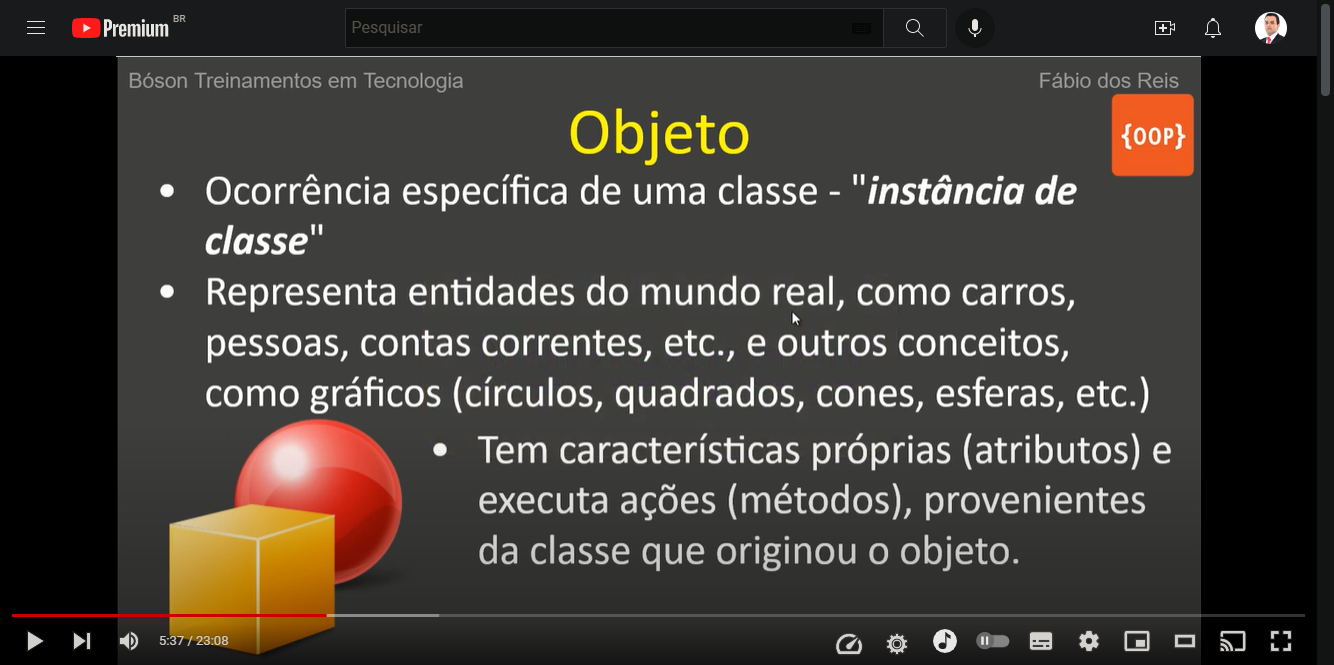 Premium BR
Pesquisar
Bóson Treinamentos em Tecnologia
Fábio dos Reis
Objeto
{OOP}
• Ocorrência específica de uma classe - "instância de
classe"
• Representa entidades do mundo real, como carros,
pessoas, contas correntes, etc., e outros conceitos,
como gráficos (círculos, quadrados, cones, esferas, etc.)
• Tem características próprias (atributos) e
executa ações (métodos), provenientes
da classe que originou o objeto.
5:37 / 23:08